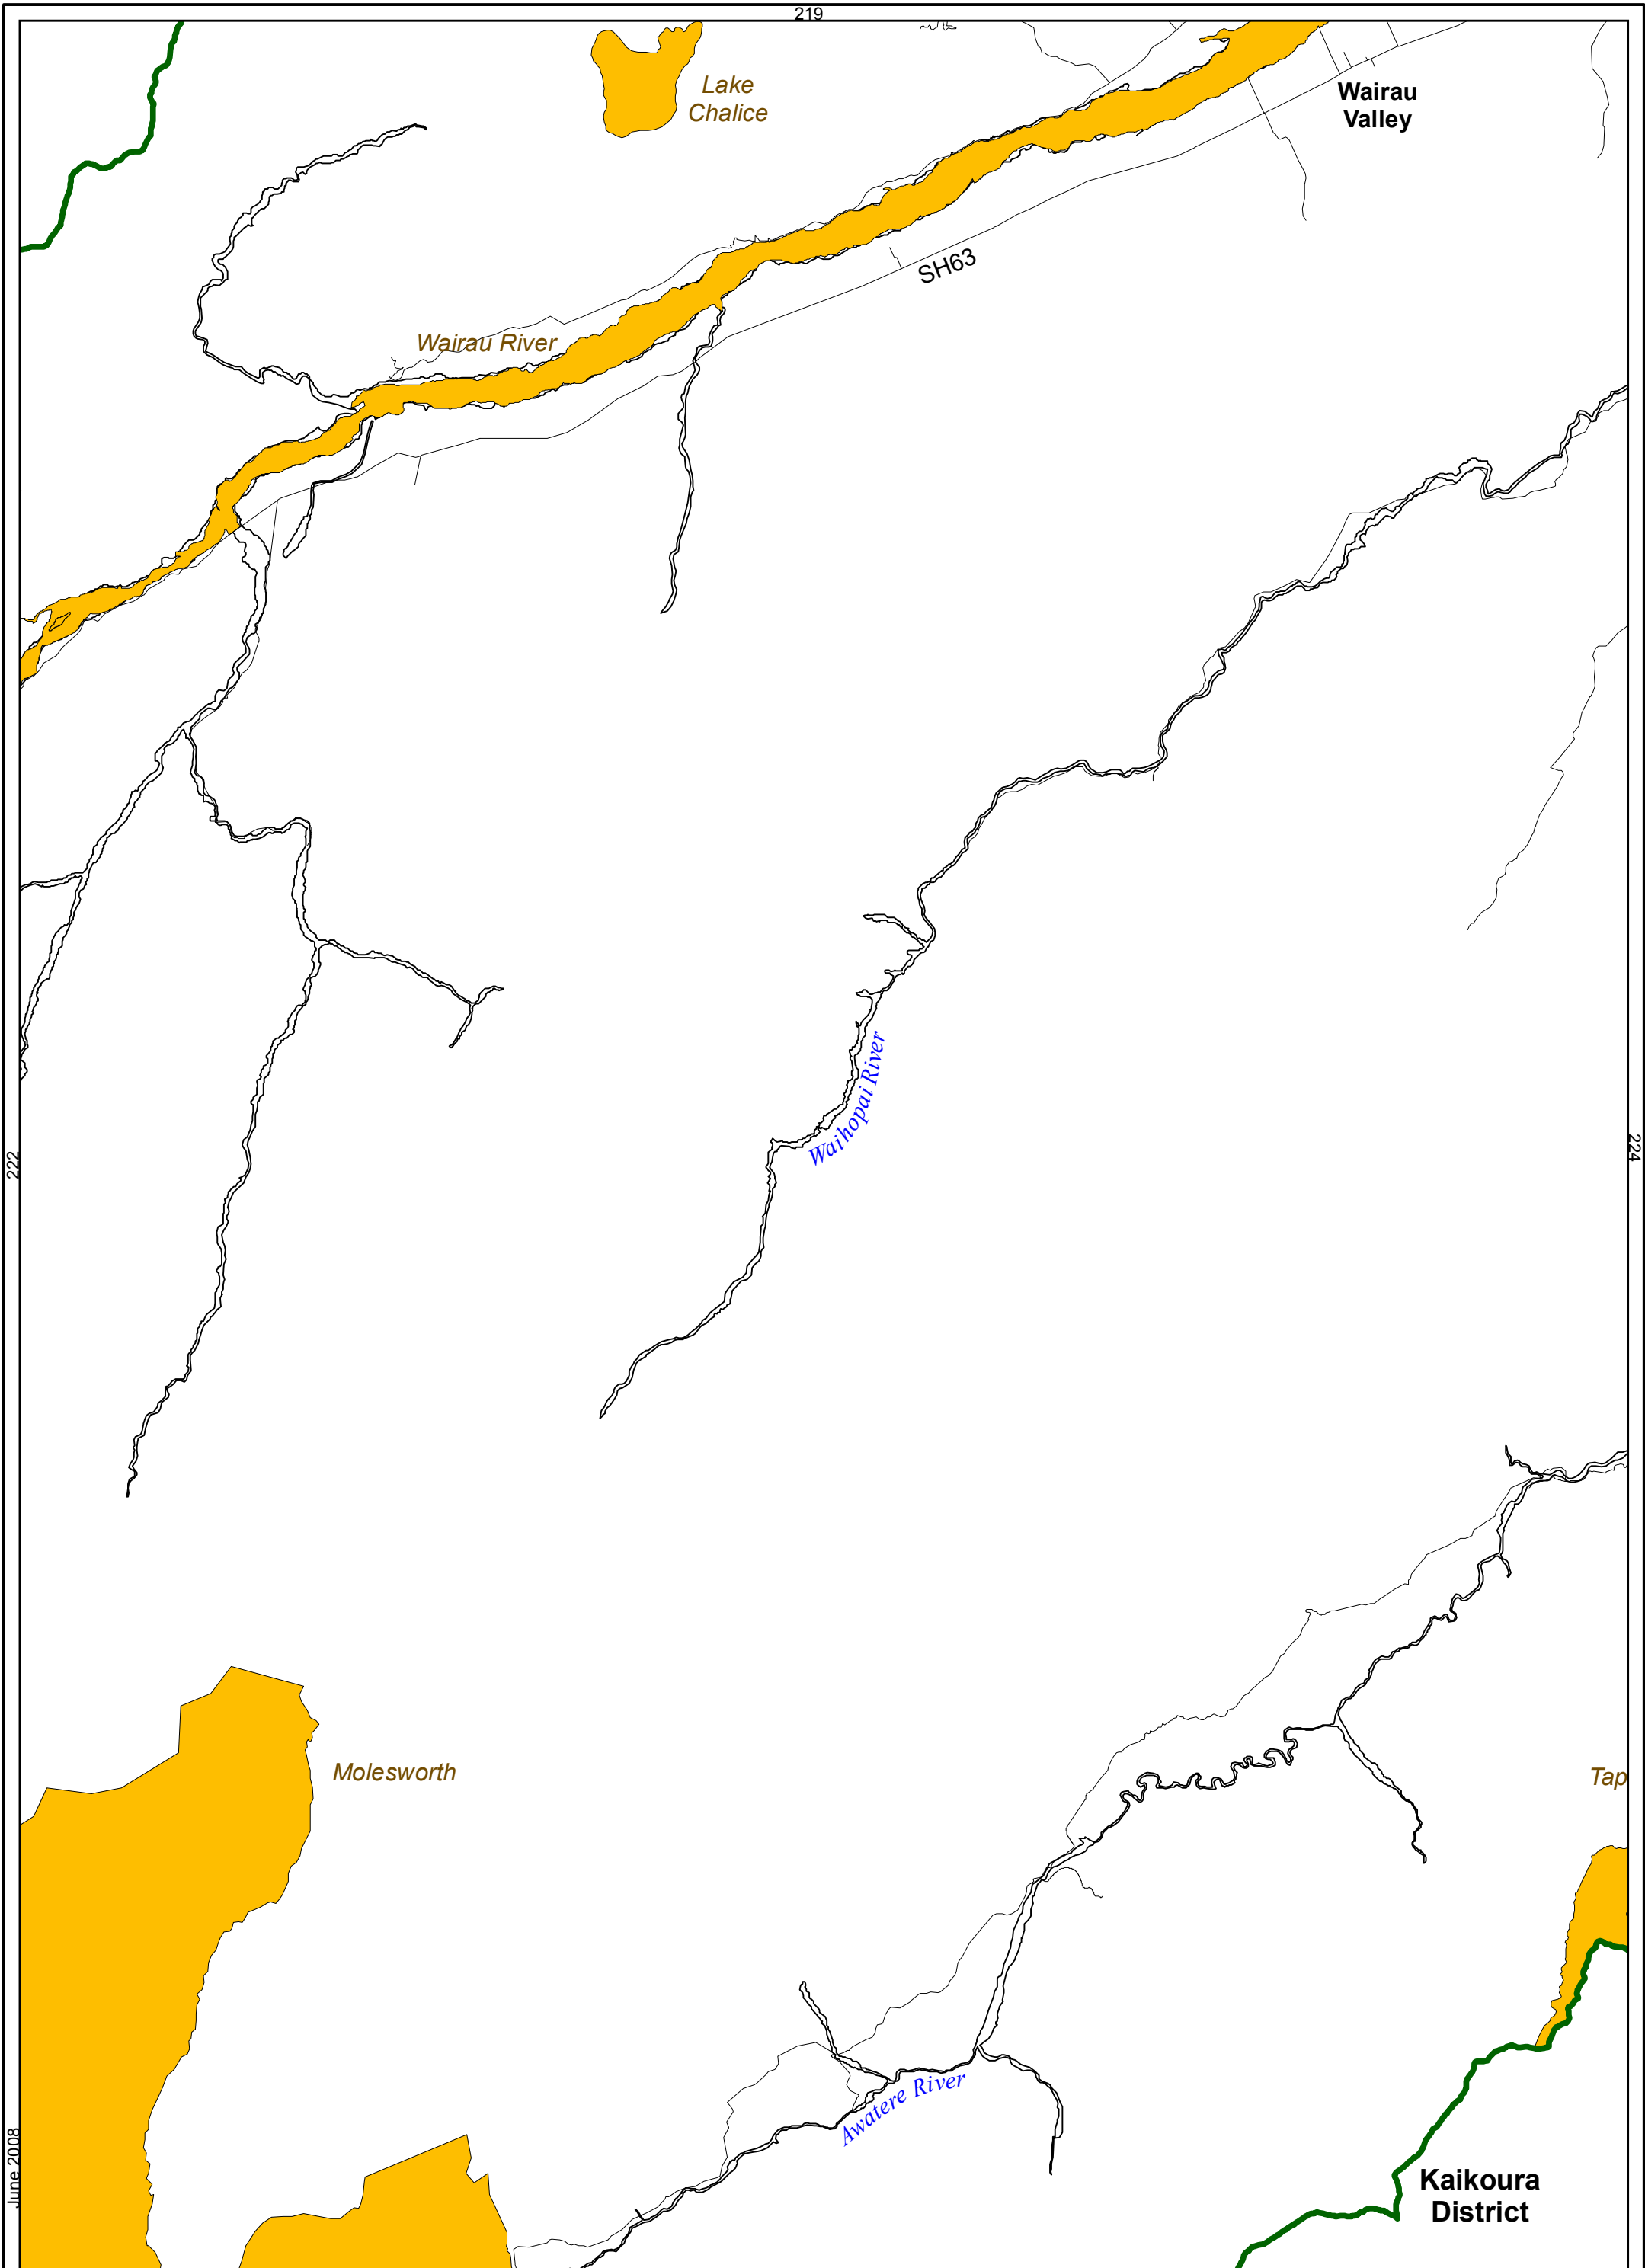 219
Lake
Chalice
Wairau
Valley
SH63
Wairau River
Waihopai River
222
224
Molesworth
Tap
Awatere River
June 2008
Kaikoura
District